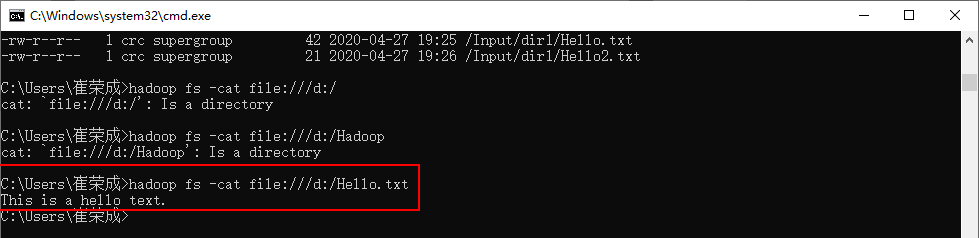 C:\Windows\system32\cmd.exe
-rw-r--r--   1 crc supergroup         42 2020-04-27 19:25 /Input/dir1/Hello.txt
-rw-r--r--   1 crc supergroup         21 2020-04-27 19:26 /Input/dir1/Hello2.txt
C:\Users\崔荣成>hadoop fs -cat file:///d:/
cat: `file:///d:/': Is a directory
C:\Users\崔荣成>hadoop fs -cat file:///d:/Hadoop
cat: `file:///d:/Hadoop': Is a directory
C:\Users\崔荣成>hadoop fs -cat file:///d:/Hello.txt
This is a hello text.
C:\Users\崔荣成>